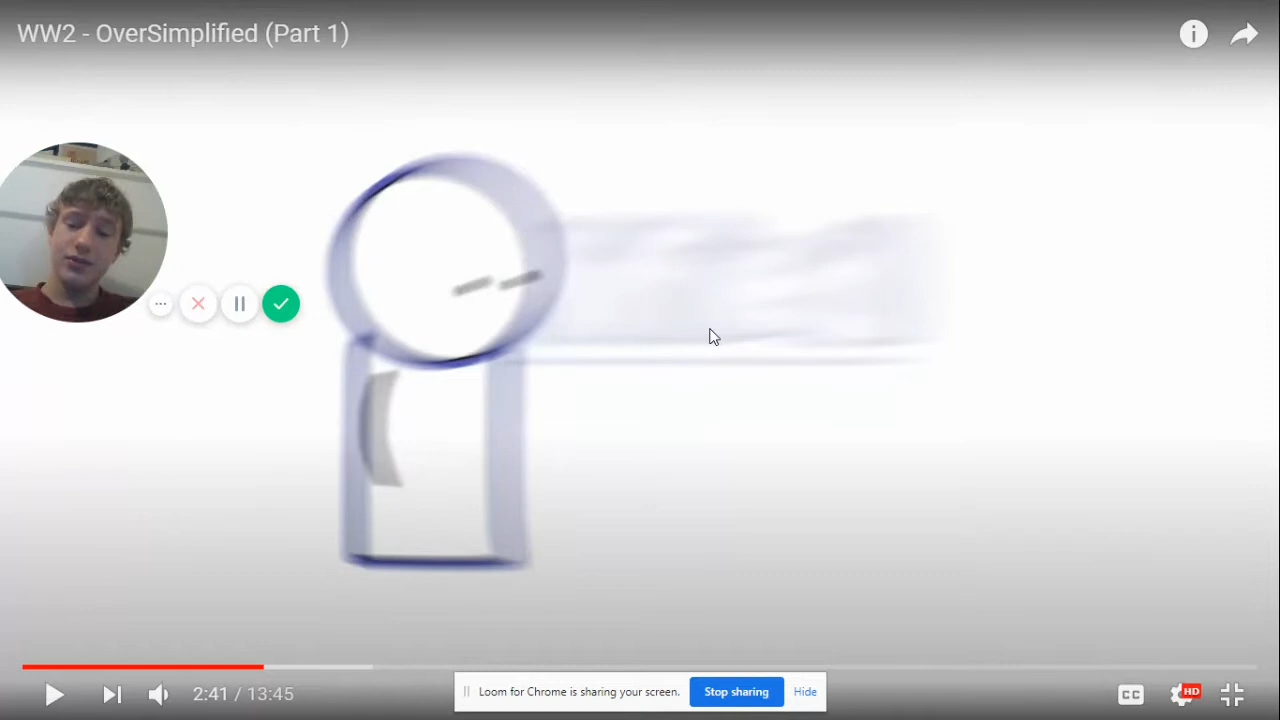 WW2 - OverSimplified (Part 1)
2:41 / 13:45
Loom for Chrome is sharing your screen.
Stop sharing
Hide
CC
HD